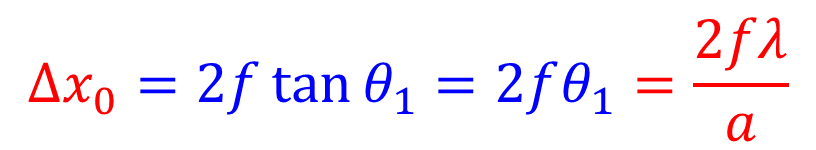 Δx₀ = 2f tan θ₁ = 2fθ₁ = 2fλ/a